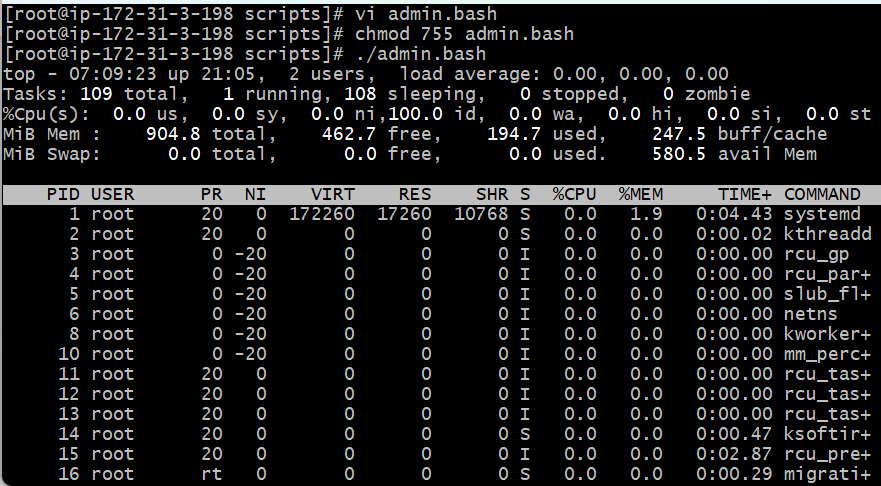 [root@ip-172-31-3-198 scripts]# vi admin.bash
[root@ip-172-31-3-198 scripts]# chmod 755 admin.bash
[root@ip-172-31-3-198 scripts]# ./admin.bash
top - 07:09:23 up 21:05,  2 users,  load average: 0.00, 0.00, 0.00
Tasks: 109 total,   1 running, 108 sleeping,   0 stopped,   0 zombie
%Cpu(s):  0.0 us,  0.0 sy,  0.0 ni,100.0 id,  0.0 wa,  0.0 hi,  0.0 si,  0.0 st
MiB Mem :    904.8 total,    462.7 free,    194.7 used,    247.5 buff/cache
MiB Swap:      0.0 total,      0.0 free,      0.0 used.    580.5 avail Mem
    PID USER      PR  NI    VIRT    RES    SHR S  %CPU  %MEM     TIME+ COMMAND
      1 root      20   0  172260  17260  10768 S   0.0   1.9   0:04.43 systemd
      2 root      20   0       0      0      0 S   0.0   0.0   0:00.02 kthreadd
      3 root       0 -20       0      0      0 I   0.0   0.0   0:00.00 rcu_gp
      4 root       0 -20       0      0      0 I   0.0   0.0   0:00.00 rcu_par+
      5 root       0 -20       0      0      0 I   0.0   0.0   0:00.00 slub_fl+
      6 root       0 -20       0      0      0 I   0.0   0.0   0:00.00 netns
      8 root       0 -20       0      0      0 I   0.0   0.0   0:00.00 kworker+
     10 root       0 -20       0      0      0 I   0.0   0.0   0:00.00 mm_perc+
     11 root      20   0       0      0      0 I   0.0   0.0   0:00.00 rcu_tas+
     12 root      20   0       0      0      0 I   0.0   0.0   0:00.00 rcu_tas+
     13 root      20   0       0      0      0 I   0.0   0.0   0:00.00 rcu_tas+
     14 root      20   0       0      0      0 S   0.0   0.0   0:00.47 ksoftir+
     15 root      20   0       0      0      0 I   0.0   0.0   0:02.87 rcu_pre+
     16 root      rt   0       0      0      0 S   0.0   0.0   0:00.29 migrati+